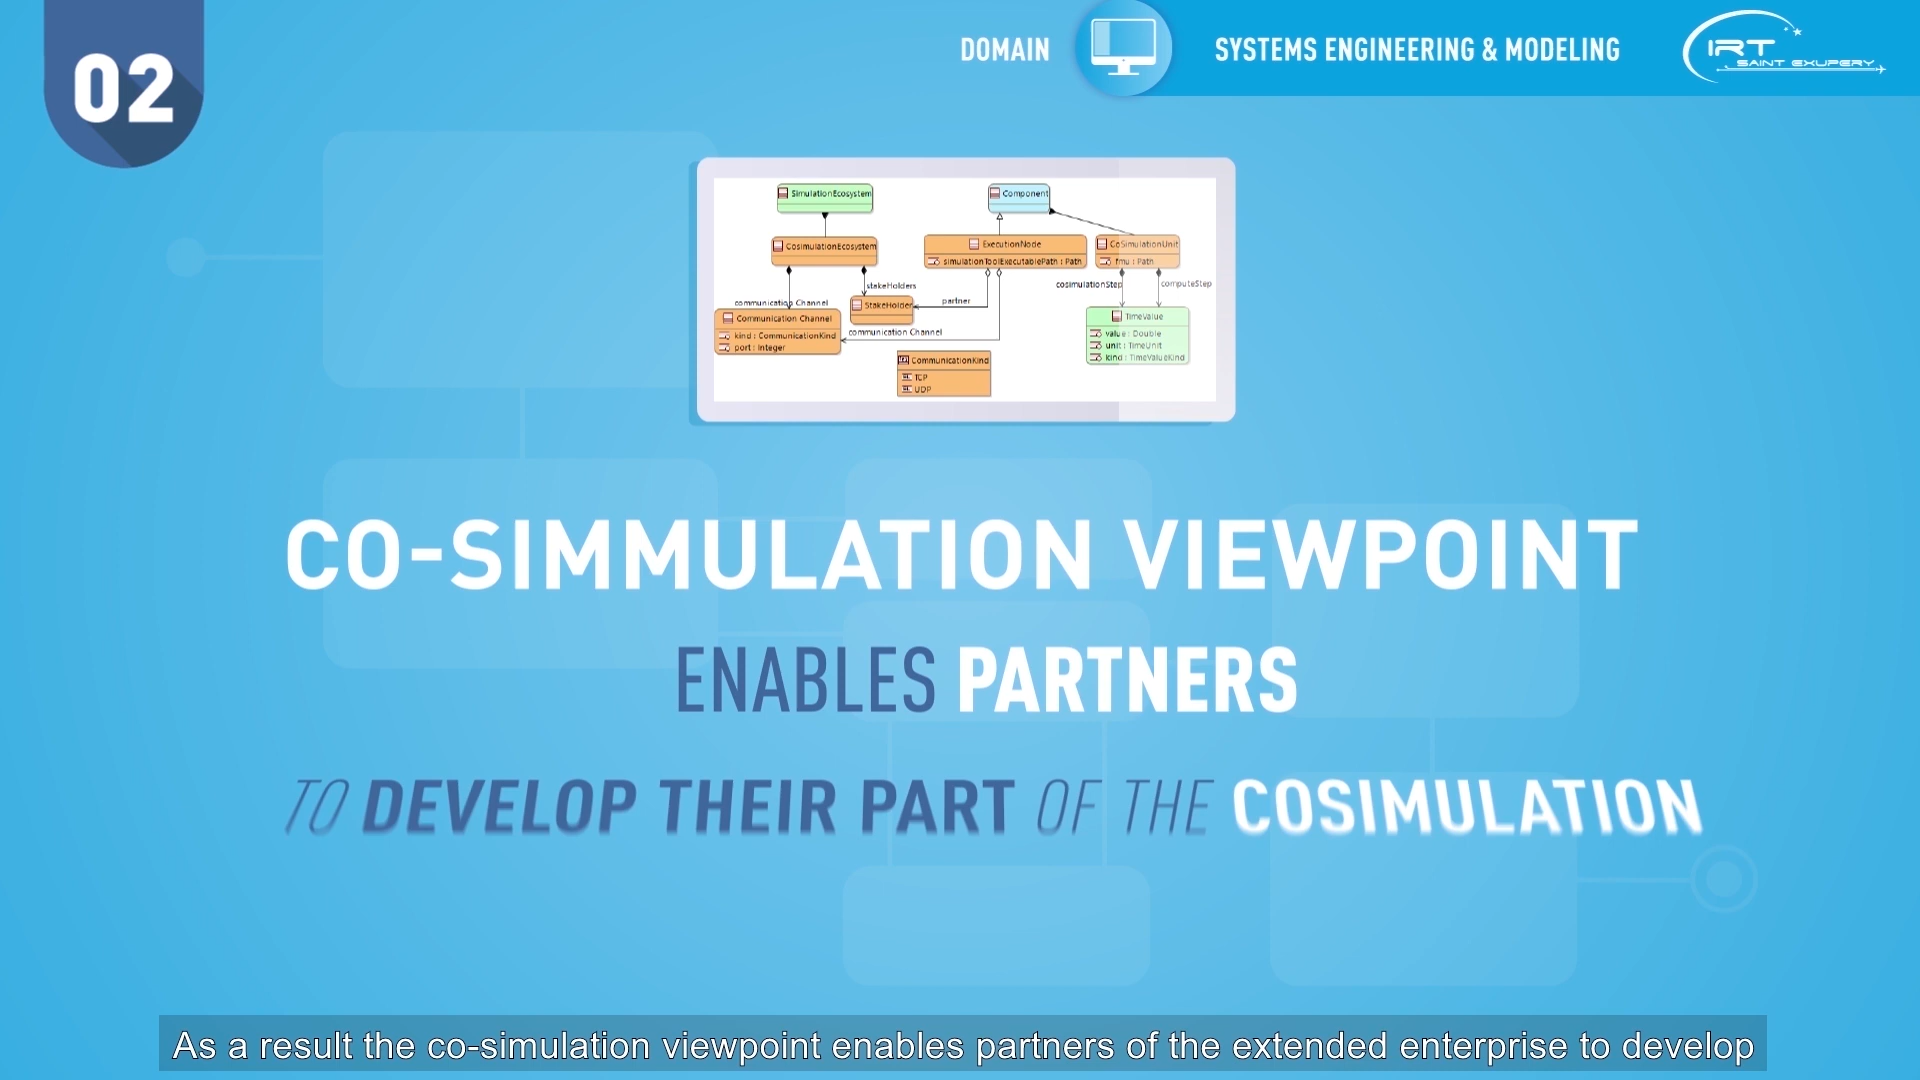 02
DOMAIN
SYSTEMS ENGINEERING & MODELING
IRT
SAINT EXUPERY
SimulationEcosystem
Component
CosimulationEcosystem
ExecutionNode
simulationToolExecutablePath : Path
CoSimulationUnit
fmu : Path
stakeHolders
cosimulationStep
computeStep
communication Channel
StakeHolder
partner
Communication Channel
kind : CommunicationKind
port : Integer
communication Channel
TimeValue
value : Double
unit : TimeUnit
kind : TimeValueKind
CommunicationKind
TCP
UDP
CO-SIMMULATION VIEWPOINT
ENABLES PARTNERS
TO DEVELOP THEIR PART OF THE COSIMULATION
As a result the co-simulation viewpoint enables partners of the extended enterprise to develop